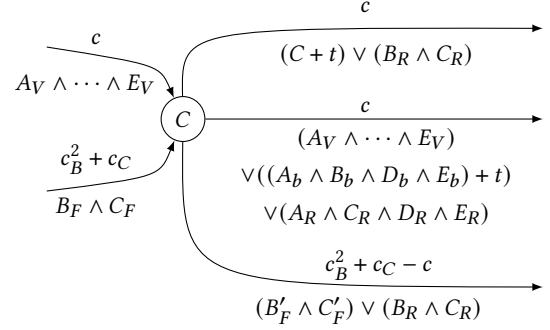 c
c
(C + t) ∨ (B_R ∧ C_R)
A_V ∧ ⋯ ∧ E_V
C
c
(A_V ∧ ⋯ ∧ E_V)
∨((A_b ∧ B_b ∧ D_b ∧ E_b) + t)
∨(A_R ∧ C_R ∧ D_R ∧ E_R)
c_B^2 + c_C
B_F ∧ C_F
c_B^2 + c_C − c
(B'_F ∧ C'_F) ∨ (B_R ∧ C_R)